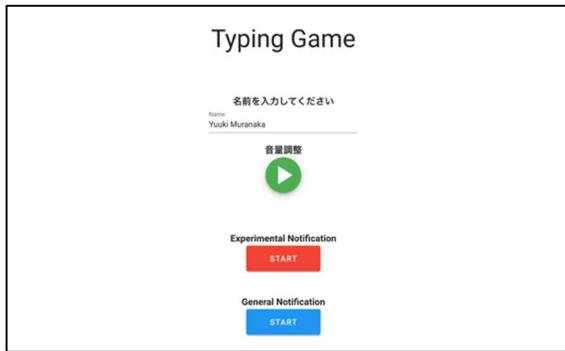 Typing Game
名前を入力してください
Name
Yuuki Muranaka
音量調整
Experimental Notification
START
General Notification
START